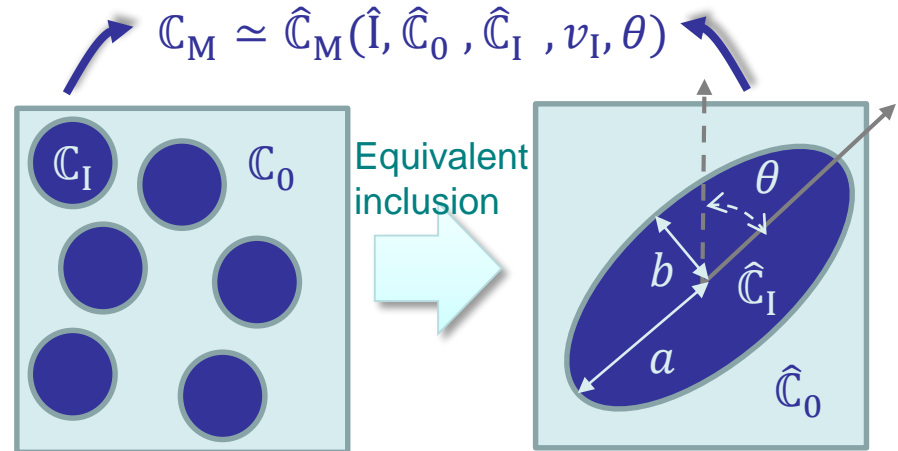 ℂ_M ≃ ℂ̂_M(Î, ℂ̂_0 , ℂ̂_I , v_I, θ)
ℂ_I
ℂ_0
Equivalent
inclusion
θ
b
ℂ̂_I
a
ℂ̂_0